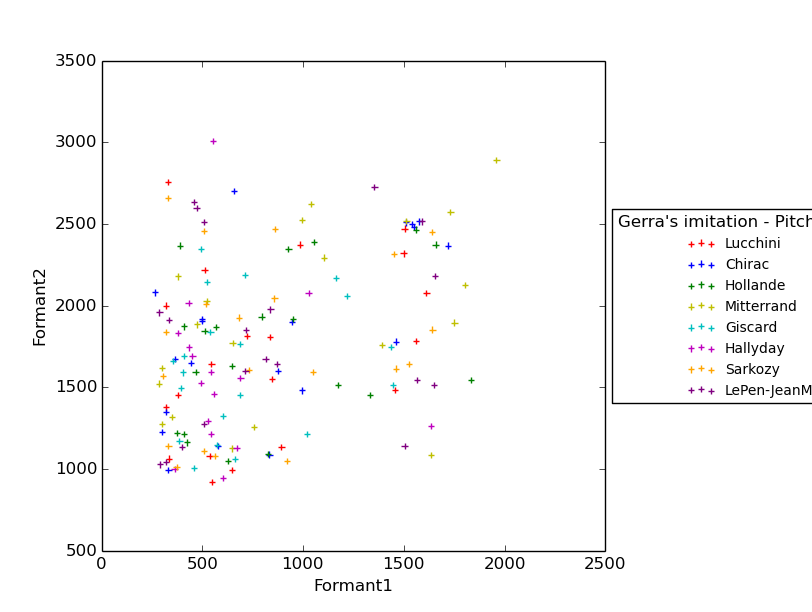 3500
3000
2500
2000
1500
1000
500
Formant2
0
500
1000
1500
2000
2500
Formant1
Gerra's imitation - Pitch
Lucchini
Chirac
Hollande
Mitterrand
Giscard
Hallyday
Sarkozy
LePen-JeanM